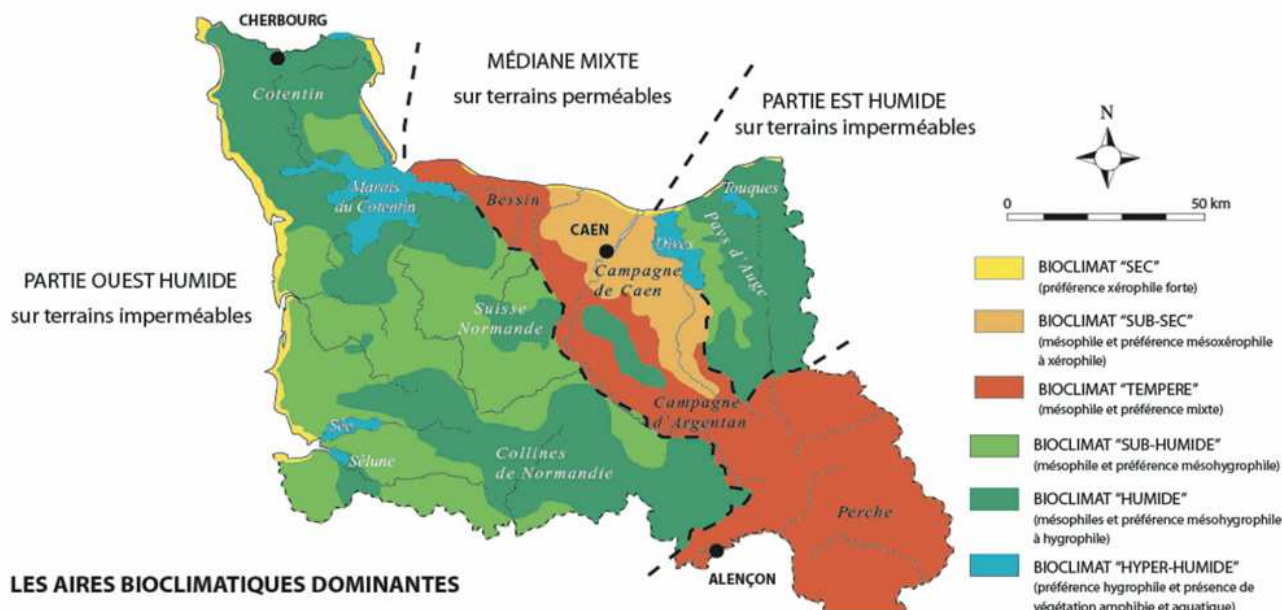 CHERBOURG
MÉDIANE MIXTE
sur terrains perméables
PARTIE EST HUMIDE
sur terrains imperméables
N
0
50 km
Cotentin
Marais
du Cotentin
Bessin
CAEN
Campagne
de Caen
Dives
Touques
Pays d'Auge
PARTIE OUEST HUMIDE
sur terrains imperméables
Suisse
Normande
Campagne
d'Argentan
Sée
Sélune
Collines
de Normandie
Perche
ALENÇON
LES AIRES BIOCLIMATIQUES DOMINANTES
BIOCLIMAT "SEC"
(préférence xérophile forte)
BIOCLIMAT "SUB-SEC"
(mésophile et préférence mésoxérophile
à xérophile)
BIOCLIMAT "TEMPERE"
(mésophile et préférence mixte)
BIOCLIMAT "SUB-HUMIDE"
(mésophile et préférence mésohygrophile)
BIOCLIMAT "HUMIDE"
(mésophiles et préférence mésohygrophile
à hygrophile)
BIOCLIMAT "HYPER-HUMIDE"
(préférence hygrophile et présence de
végétation amphibie et aquatique)